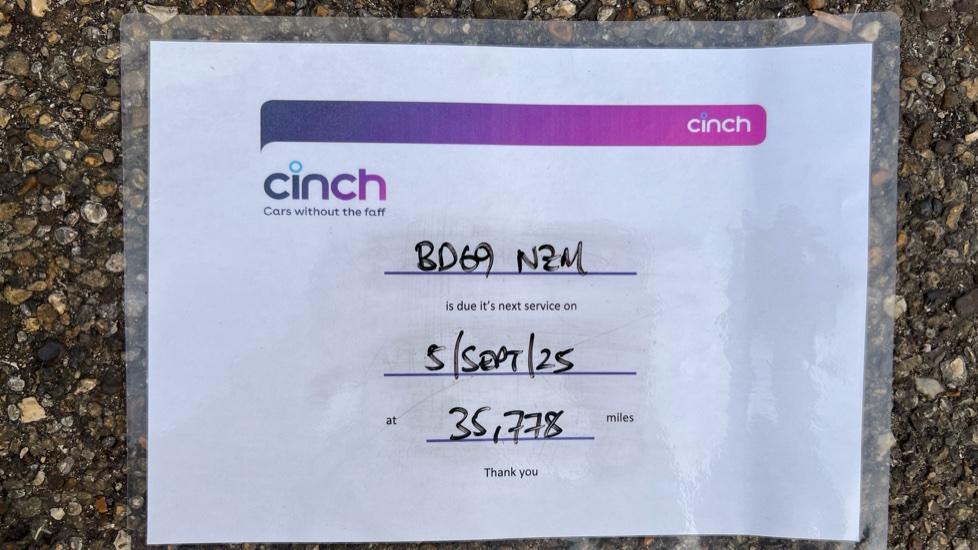 cinch
cinch
Cars without the faff
BD69 NZM
is due it's next service on
5/SEPT/25
at 35,778 miles
Thank you